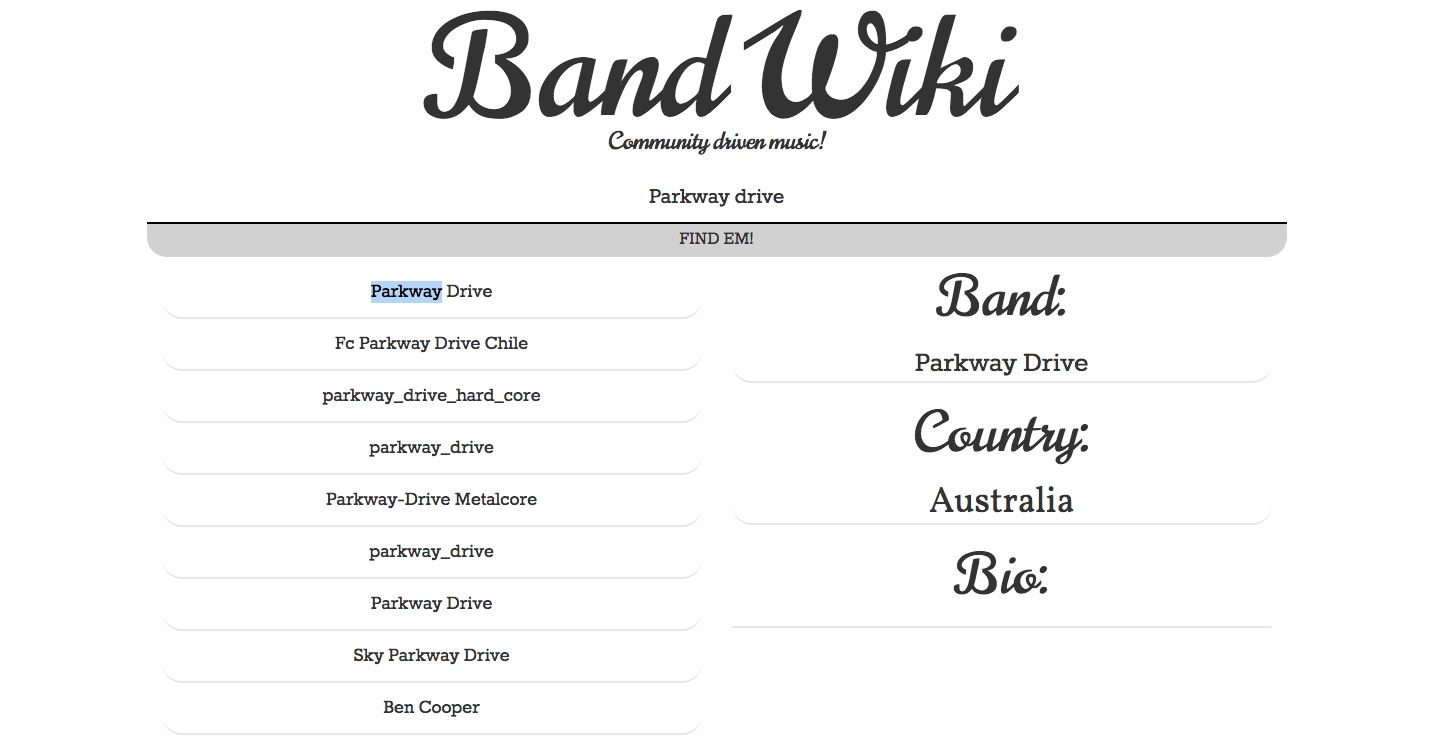 Band Wiki
Community driven music!
Parkway drive
FIND EM!
Parkway Drive
Fc Parkway Drive Chile
parkway_drive_hard_core
parkway_drive
Parkway-Drive Metalcore
parkway_drive
Parkway Drive
Sky Parkway Drive
Ben Cooper
Band:
Parkway Drive
Country:
Australia
Bio: